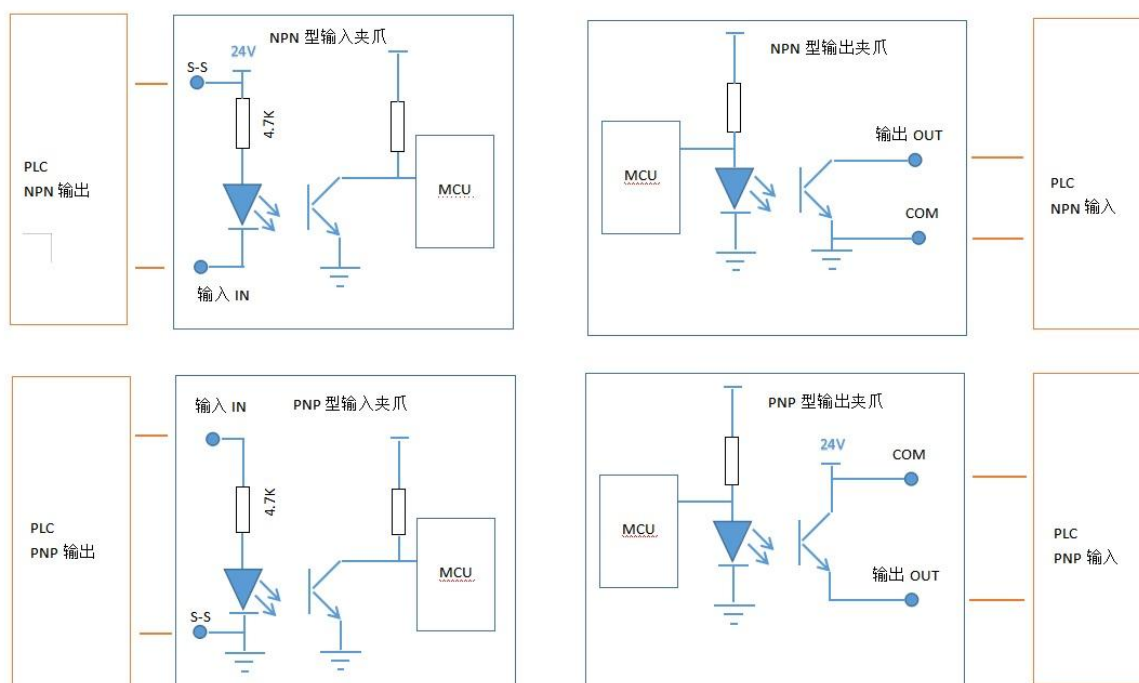 NPN 型输入夹爪
24V
S-S
4.7K
PLC
NPN 输出
MCU
输入 IN
NPN 型输出夹爪
输出 OUT
MCU
PLC
NPN 输入
COM
PNP 型输入夹爪
输入 IN
4.7K
PLC
PNP 输出
MCU
S-S
PNP 型输出夹爪
24V
COM
MCU
PLC
PNP 输入
输出 OUT